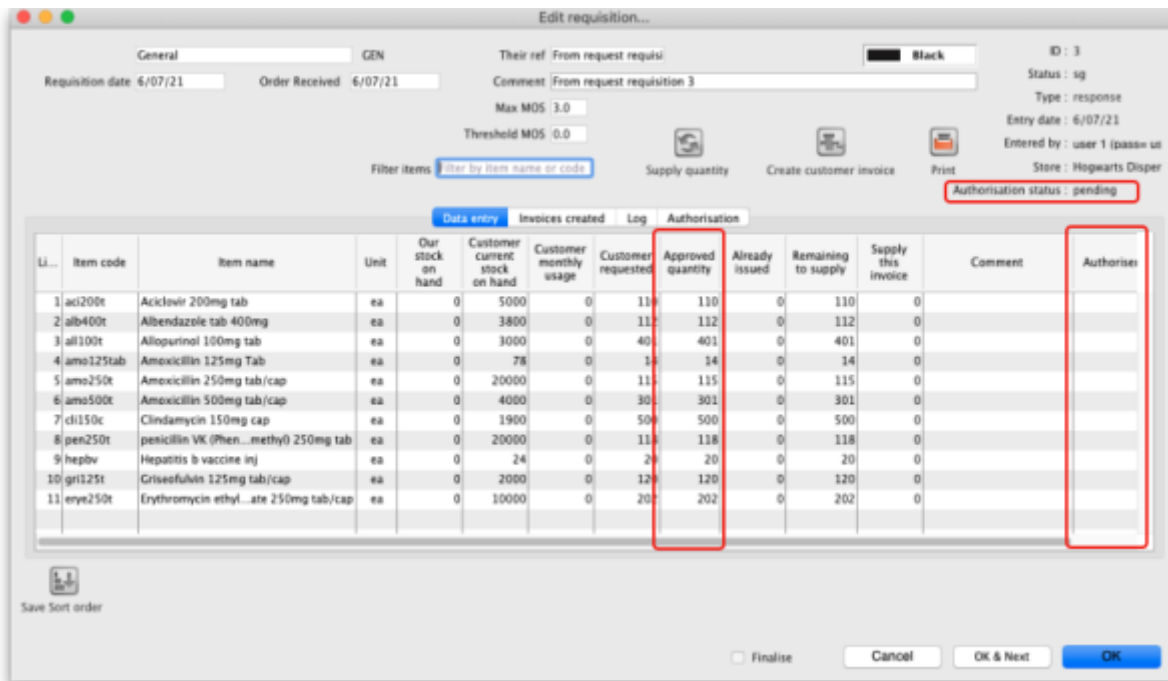 Edit requisition...
General GEN Their ref From request requisi Black ID : 3
Requisition date 6/07/21 Order Received 6/07/21 Comment From request requisition 3 Status : sg
Max MOS 3.0 Type : response
Threshold MOS 0.0 Entry date : 6/07/21
Entered by : user 1 (pass= us
Filter items Filter by item name or code Supply quantity Create customer invoice Print Store : Hogwarts Disper
Authorisation status : pending
Data entry Invoices created Log Authorisation
Li... Item code Item name Unit Our stock on hand Customer current stock on hand Customer monthly usage Customer requested Approved quantity Already issued Remaining to supply Supply this invoice Comment Authoriser
1 aci200t Aciclovir 200mg tab ea 0 5000 0 110 110 0 110 0
2 alb400t Albendazole tab 400mg ea 0 3800 0 112 112 0 112 0
3 all100t Allopurinol 100mg tab ea 0 3000 0 401 401 0 401 0
4 amo125tab Amoxicillin 125mg Tab ea 0 78 0 14 14 0 14 0
5 amo250t Amoxicillin 250mg tab/cap ea 0 20000 0 115 115 0 115 0
6 amo500t Amoxicillin 500mg tab/cap ea 0 4000 0 301 301 0 301 0
7 cli150c Clindamycin 150mg cap ea 0 1900 0 500 500 0 500 0
8 pen250t penicillin VK (Phen...methyl) 250mg tab ea 0 20000 0 118 118 0 118 0
9 hepbv Hepatitis b vaccine inj ea 0 24 0 20 20 0 20 0
10 gri125t Griseofulvin 125mg tab/cap ea 0 2000 0 120 120 0 120 0
11 erye250t Erythromycin ethyl...ate 250mg tab/cap ea 0 10000 0 202 202 0 202 0
Save Sort order
Finalise Cancel OK & Next OK